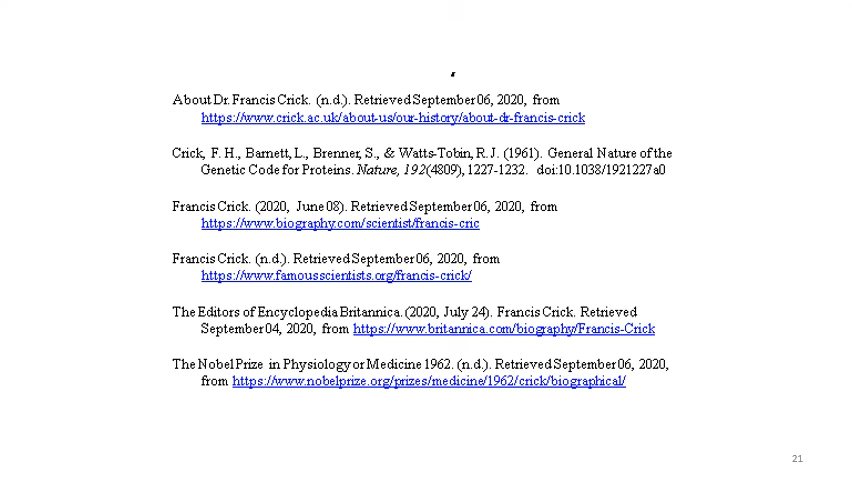 ،
About Dr. Francis Crick. (n.d.). Retrieved September 06, 2020, from
https://www.crick.ac.uk/about-us/our-history/about-dr-francis-crick
Crick, F. H., Barnett, L., Brenner, S., & Watts-Tobin, R. J. (1961). General Nature of the
Genetic Code for Proteins. Nature, 192(4809), 1227-1232. doi:10.1038/1921227a0
Francis Crick. (2020, June 08). Retrieved September 06, 2020, from
https://www.biography.com/scientist/francis-cric
Francis Crick. (n.d.). Retrieved September 06, 2020, from
https://www.famousscientists.org/francis-crick/
The Editors of Encyclopedia Britannica. (2020, July 24). Francis Crick. Retrieved
September 04, 2020, from https://www.britannica.com/biography/Francis-Crick
The Nobel Prize in Physiology or Medicine 1962. (n.d.). Retrieved September 06, 2020,
from https://www.nobelprize.org/prizes/medicine/1962/crick/biographical/
21